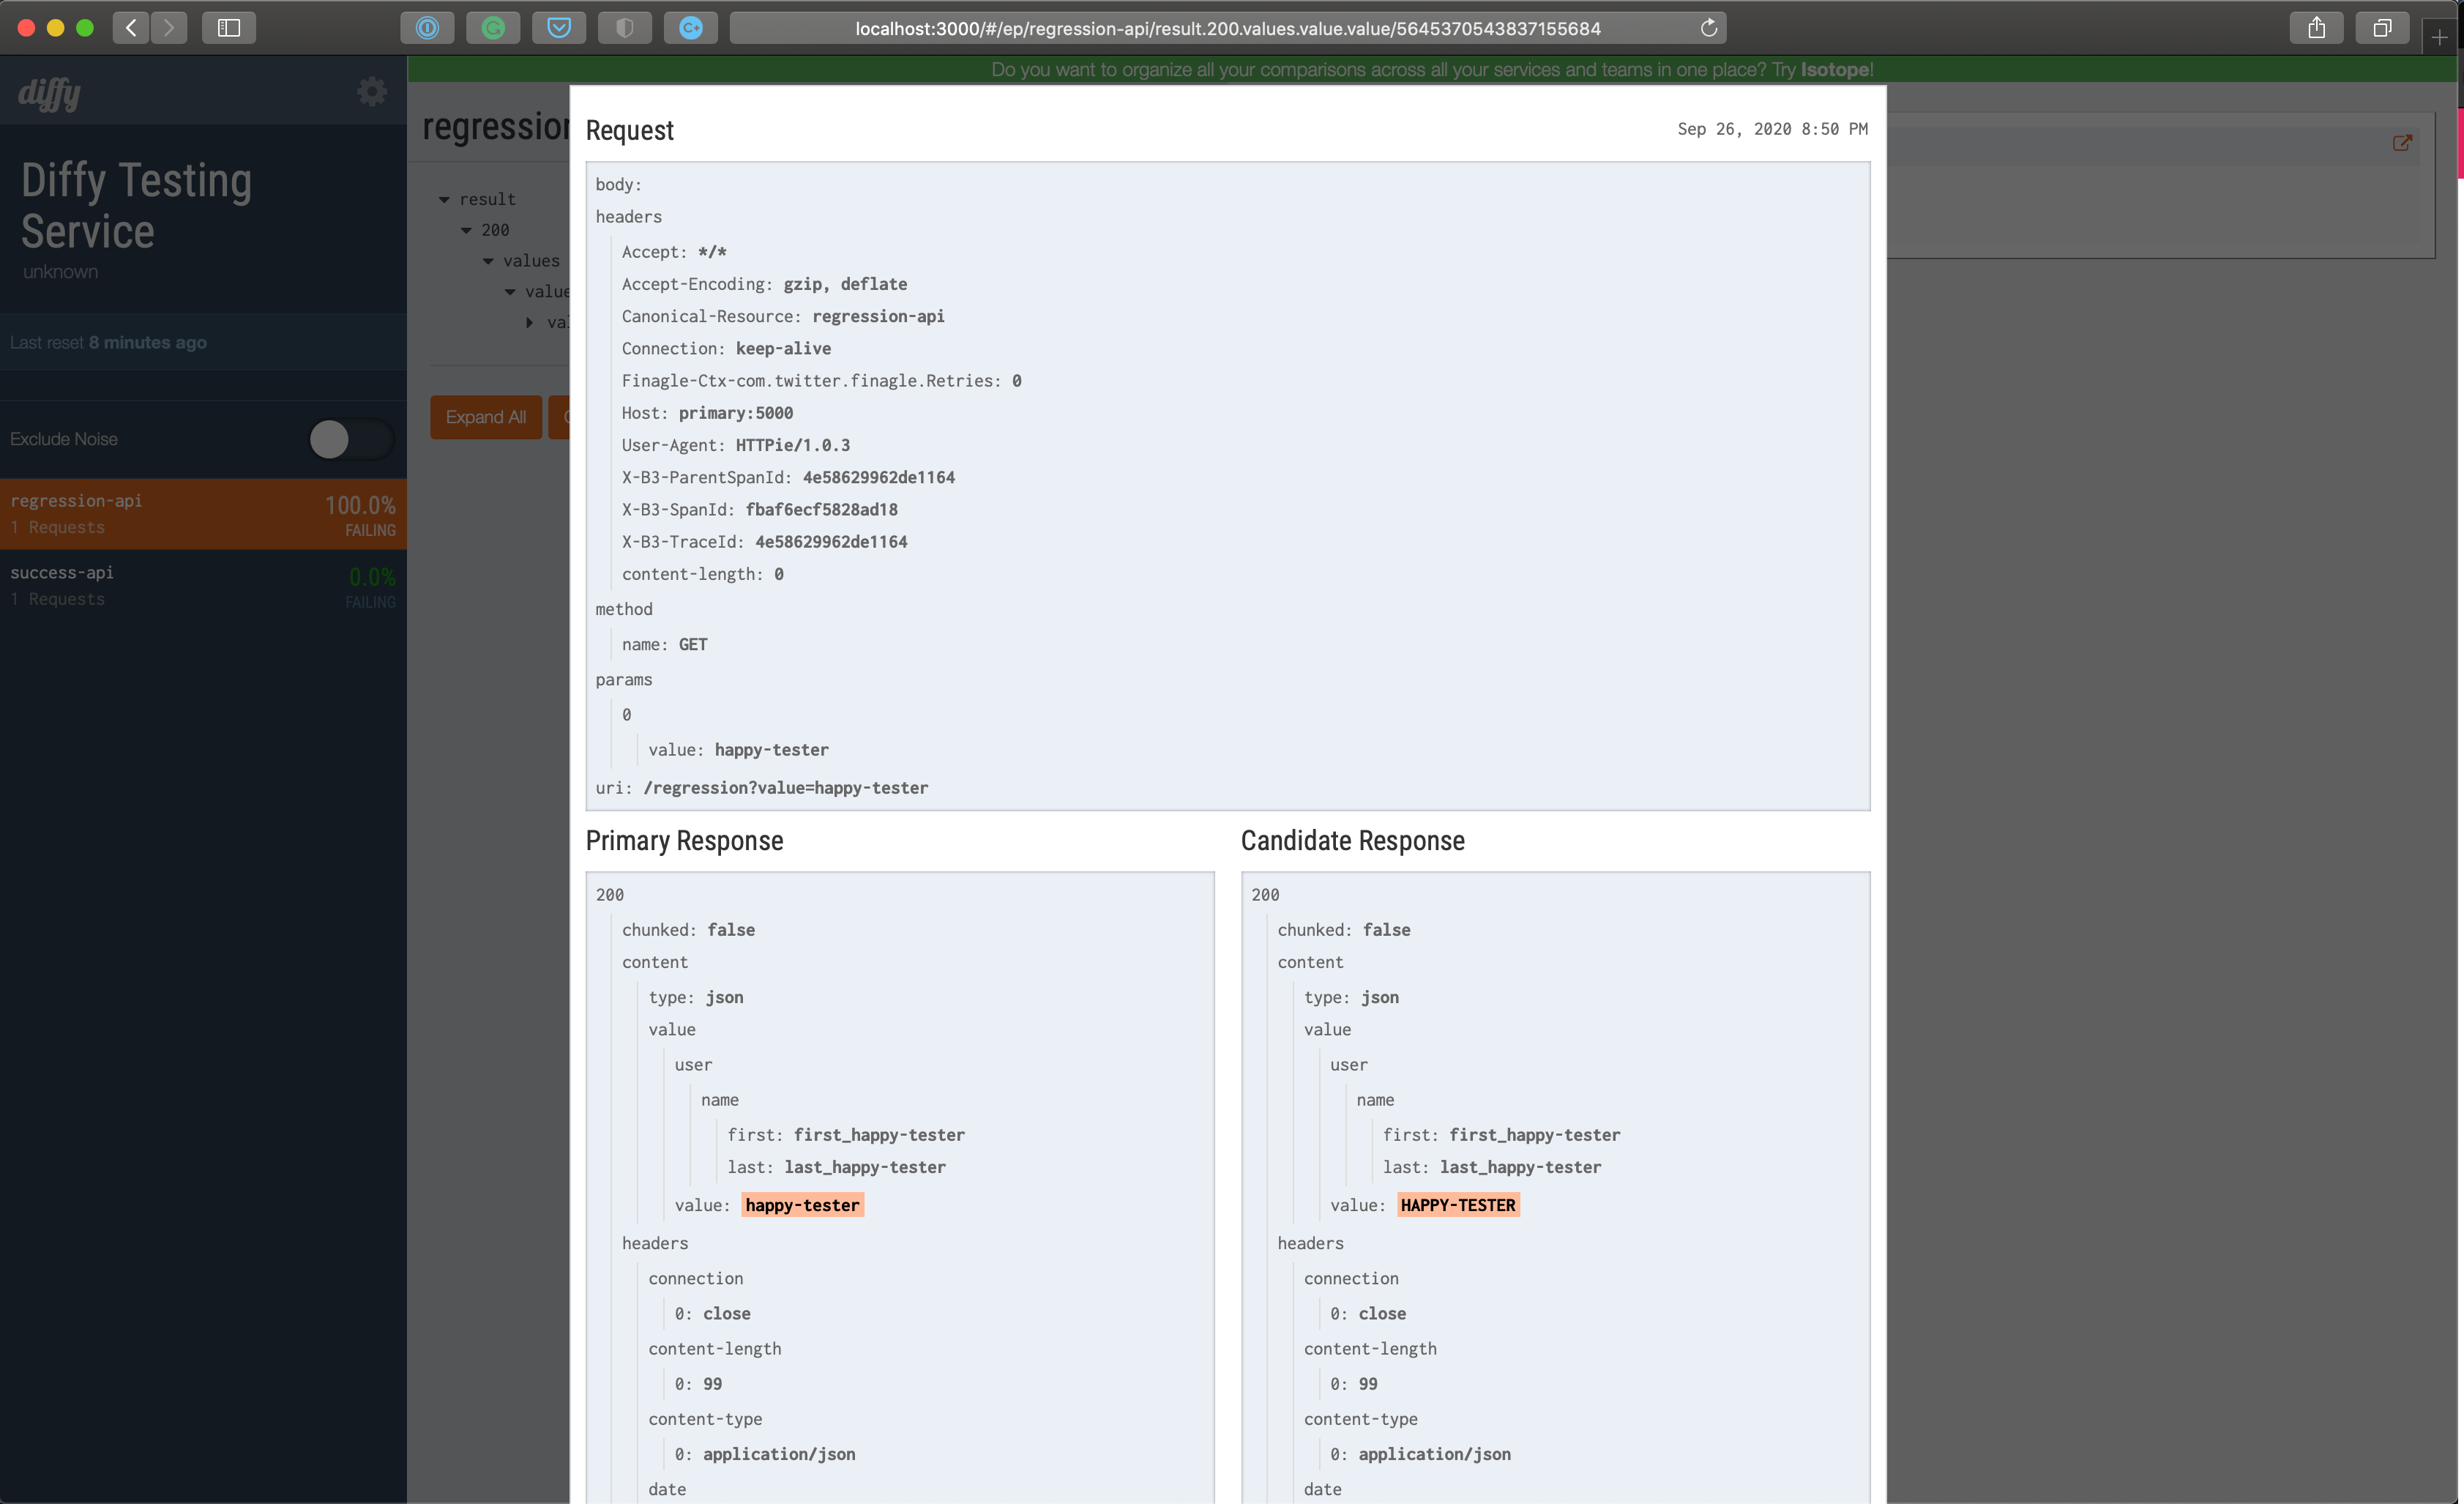 localhost:3000/#/ep/regression-api/result.200.values.value.value/5645370543837155684
Do you want to organize all your comparisons across all your services and teams in one place? Try Isotope!
diffy
Diffy Testing
Service
unknown
Last reset 8 minutes ago
Exclude Noise
regression-api 100.0%
1 Requests FAILING
success-api 0.0%
1 Requests FAILING
result
200
values
Expand All
Request
Sep 26, 2020 8:50 PM
body:
headers
Accept: */*
Accept-Encoding: gzip, deflate
Canonical-Resource: regression-api
Connection: keep-alive
Finagle-Ctx-com.twitter.finagle.Retries: 0
Host: primary:5000
User-Agent: HTTPie/1.0.3
X-B3-ParentSpanId: 4e58629962de1164
X-B3-SpanId: fbaf6ecf5828ad18
X-B3-TraceId: 4e58629962de1164
content-length: 0
method
name: GET
params
0
value: happy-tester
uri: /regression?value=happy-tester
Primary Response
200
chunked: false
content
type: json
value
user
name
first: first_happy-tester
last: last_happy-tester
value: happy-tester
headers
connection
0: close
content-length
0: 99
content-type
0: application/json
date
Candidate Response
200
chunked: false
content
type: json
value
user
name
first: first_happy-tester
last: last_happy-tester
value: HAPPY-TESTER
headers
connection
0: close
content-length
0: 99
content-type
0: application/json
date